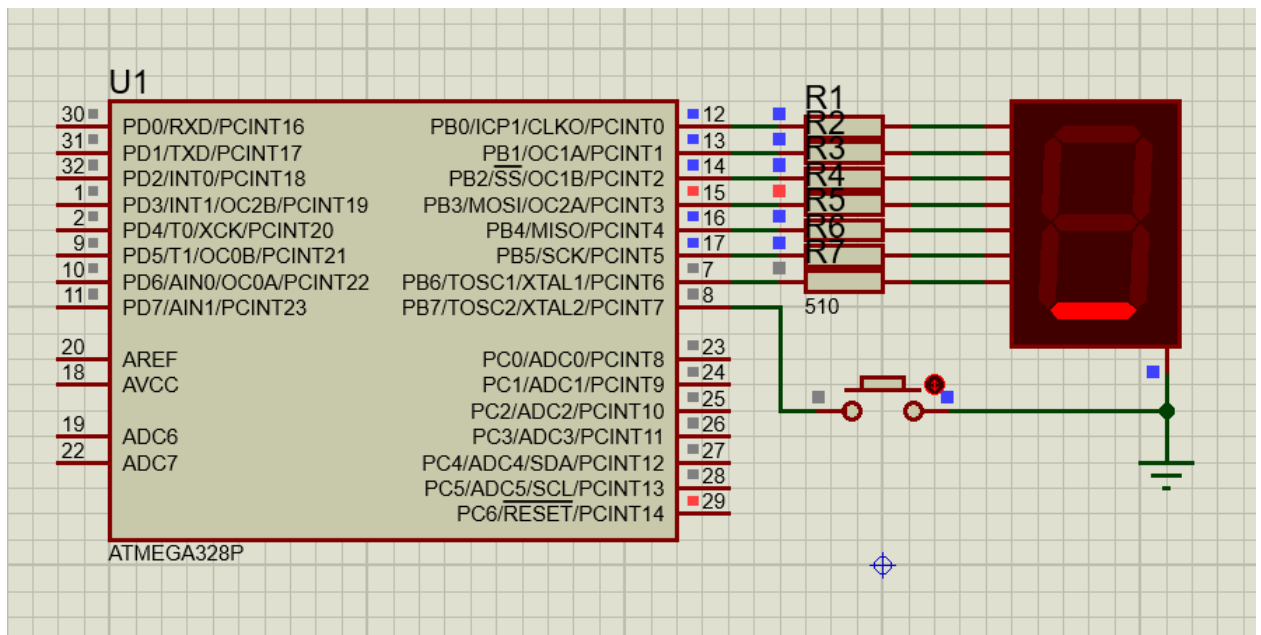 U1
30 PD0/RXD/PCINT16
31 PD1/TXD/PCINT17
32 PD2/INT0/PCINT18
1 PD3/INT1/OC2B/PCINT19
2 PD4/T0/XCK/PCINT20
9 PD5/T1/OC0B/PCINT21
10 PD6/AIN0/OC0A/PCINT22
11 PD7/AIN1/PCINT23
20 AREF
18 AVCC
19 ADC6
22 ADC7
PB0/ICP1/CLKO/PCINT0 12
PB1/OC1A/PCINT1 13
PB2/SS/OC1B/PCINT2 14
PB3/MOSI/OC2A/PCINT3 15
PB4/MISO/PCINT4 16
PB5/SCK/PCINT5 17
PB6/TOSC1/XTAL1/PCINT6 7
PB7/TOSC2/XTAL2/PCINT7 8
PC0/ADC0/PCINT8 23
PC1/ADC1/PCINT9 24
PC2/ADC2/PCINT10 25
PC3/ADC3/PCINT11 26
PC4/ADC4/SDA/PCINT12 27
PC5/ADC5/SCL/PCINT13 28
PC6/RESET/PCINT14 29
ATMEGA328P
R1
R2
R3
R4
R5
R6
R7
510